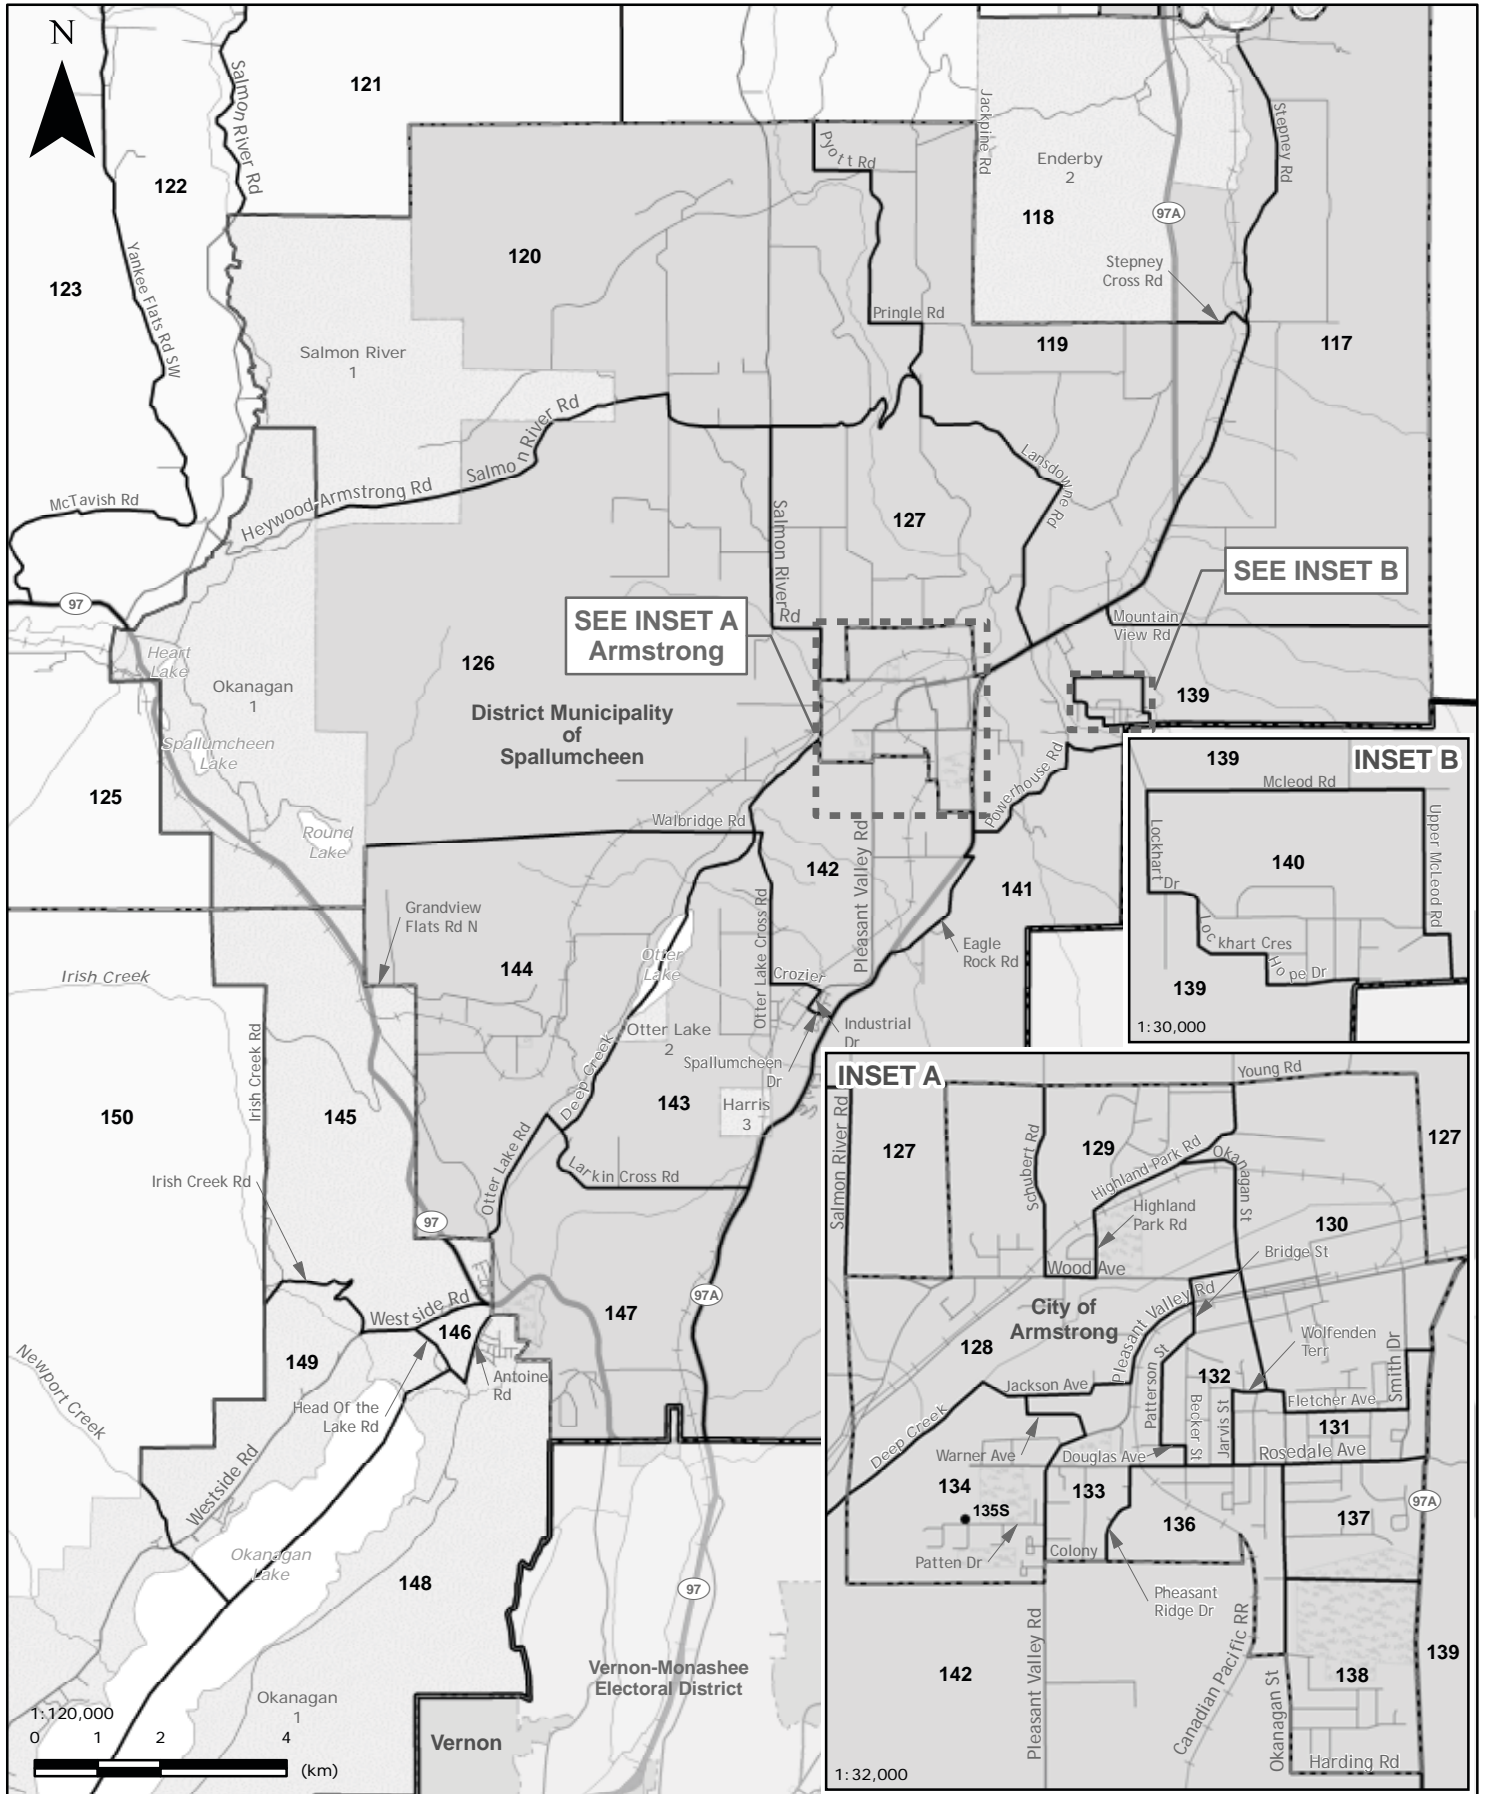 N
121
Salmon River Rd
122
Yankee Flats Rd SW
123
Pyott Rd
Jackpine Rd
Enderby
2
118
97A
Stepney Rd
Stepney
Cross Rd
120
Pringle Rd
119
117
Salmon River
1
Salmon River Rd
Heywood-Armstrong Rd
McTavish Rd
Lansdowne Rd
127
Salmon River Rd
97
SEE INSET B
SEE INSET A
Armstrong
Mountain
View Rd
Heart
Lake
126
Okanagan
1
139
District Municipality
of
Spallumcheen
Spallumcheen
Lake
125
Powerhouse Rd
Round
Lake
Walbridge Rd
Pleasant Valley Rd
142
141
Grandview
Flats Rd N
Otter Lake Cross Rd
Eagle
Rock Rd
Irish Creek
144
Otter
Lake
Crozier
Otter Lake
2
Industrial
Dr
Spallumcheen
Dr
Deep Creek
Irish Creek Rd
150
145
143
Harris
3
Otter Lake Rd
Larkin Cross Rd
Irish Creek Rd
97
97A
Westside Rd
146
147
149
Antoine
Rd
Newport Creek
Head Of the
Lake Rd
Westside Rd
Okanagan
Lake
148
97
Vernon-Monashee
Electoral District
Okanagan
1
Vernon
1:120,000
0 1 2 4
(km)
INSET B
139
Mcleod Rd
Lockhart Dr
140
Upper McLeod Rd
Lockhart Cres
Hope Dr
139
1:30,000
INSET A
Young Rd
Salmon River Rd
127
Schubert Rd
129
Highland Park Rd
Okanagan St
127
Highland
Park Rd
130
Bridge St
Wood Ave
City of
Armstrong
Pleasant Valley Rd
128
Wolfenden
Terr
Smith Dr
Jackson Ave
Patterson St
132
Becker St
Jarvis St
Fletcher Ave
131
Deep Creek
Warner Ave
Douglas Ave
Rosedale Ave
134
133
97A
135S
136
137
Patten Dr
Colony
Pheasant
Ridge Dr
Pleasant Valley Rd
Canadian Pacific RR
142
Okanagan St
138
139
Harding Rd
1:32,000